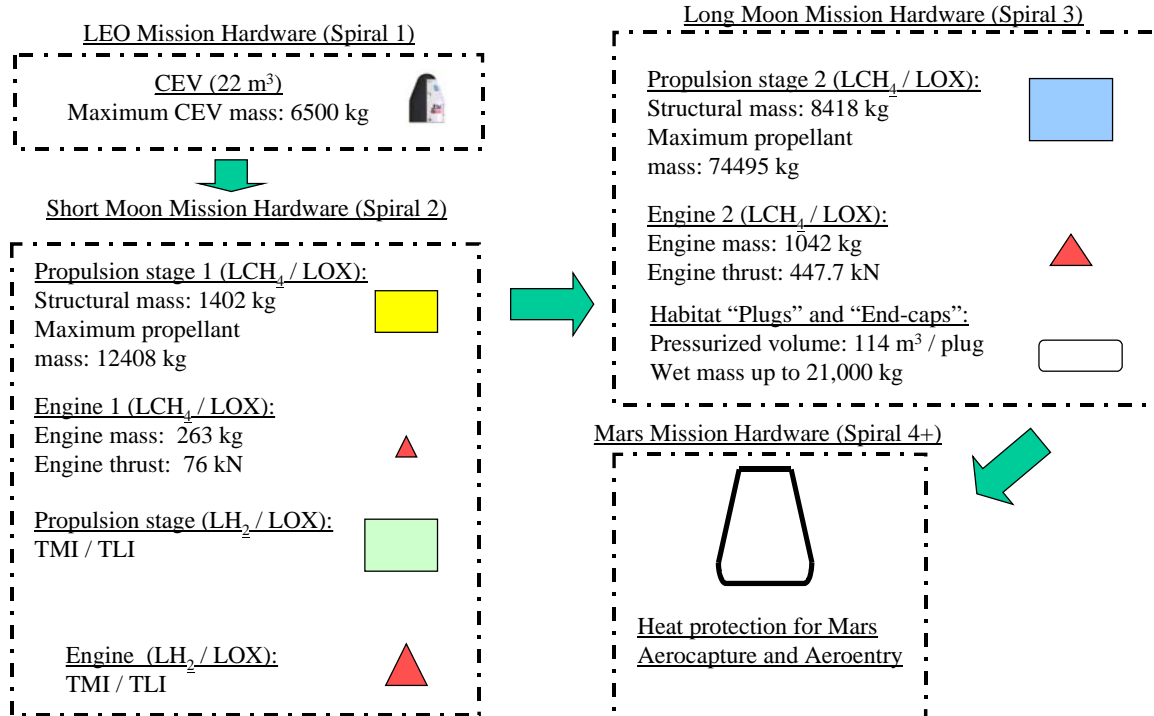 LEO Mission Hardware (Spiral 1)
CEV (22 m³)
Maximum CEV mass: 6500 kg
Short Moon Mission Hardware (Spiral 2)
Propulsion stage 1 (LCH₄ / LOX):
Structural mass: 1402 kg
Maximum propellant
mass: 12408 kg
Engine 1 (LCH₄ / LOX):
Engine mass: 263 kg
Engine thrust: 76 kN
Propulsion stage (LH₂ / LOX):
TMI / TLI
Engine (LH₂ / LOX):
TMI / TLI
Long Moon Mission Hardware (Spiral 3)
Propulsion stage 2 (LCH₄ / LOX):
Structural mass: 8418 kg
Maximum propellant
mass: 74495 kg
Engine 2 (LCH₄ / LOX):
Engine mass: 1042 kg
Engine thrust: 447.7 kN
Habitat “Plugs” and “End-caps”:
Pressurized volume: 114 m³ / plug
Wet mass up to 21,000 kg
Mars Mission Hardware (Spiral 4+)
Heat protection for Mars
Aerocapture and Aeroentry